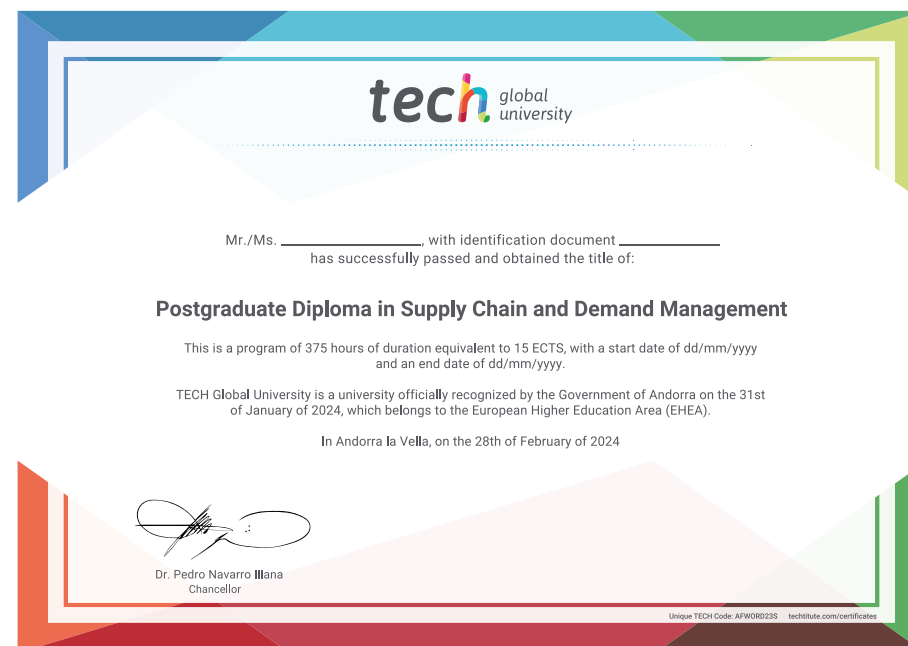 tech global
university
Mr./Ms. ____________________, with identification document ______________
has successfully passed and obtained the title of:
Postgraduate Diploma in Supply Chain and Demand Management
This is a program of 375 hours of duration equivalent to 15 ECTS, with a start date of dd/mm/yyyy
and an end date of dd/mm/yyyy.
TECH Global University is a university officially recognized by the Government of Andorra on the 31st
of January of 2024, which belongs to the European Higher Education Area (EHEA).
In Andorra la Vella, on the 28th of February of 2024
Dr. Pedro Navarro Illana
Chancellor
Unique TECH Code: AFWORD23S techtitute.com/certificates